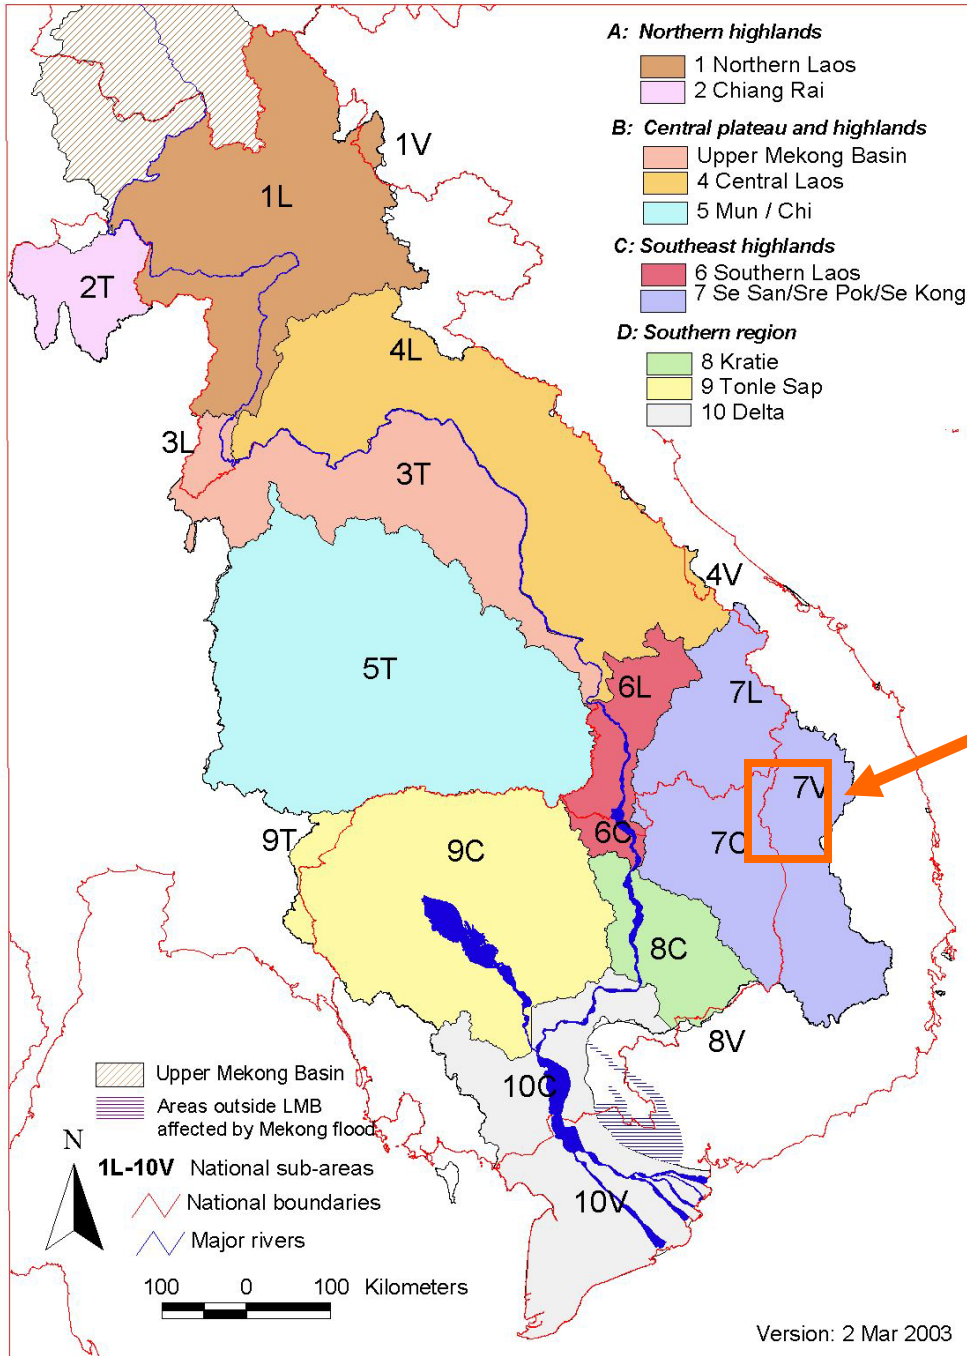 A: Northern highlands
1 Northern Laos
2 Chiang Rai
B: Central plateau and highlands
Upper Mekong Basin
4 Central Laos
5 Mun / Chi
C: Southeast highlands
6 Southern Laos
7 Se San/Sre Pok/Se Kong
D: Southern region
8 Kratie
9 Tonle Sap
10 Delta
1V
1L
2T
4L
3L
3T
4V
5T
6L
7L
7V
6C
7C
9T
9C
8C
8V
10C
10V
Upper Mekong Basin
Areas outside LMB
affected by Mekong flood
N
1L-10V National sub-areas
National boundaries
Major rivers
100 0 100 Kilometers
Version: 2 Mar 2003